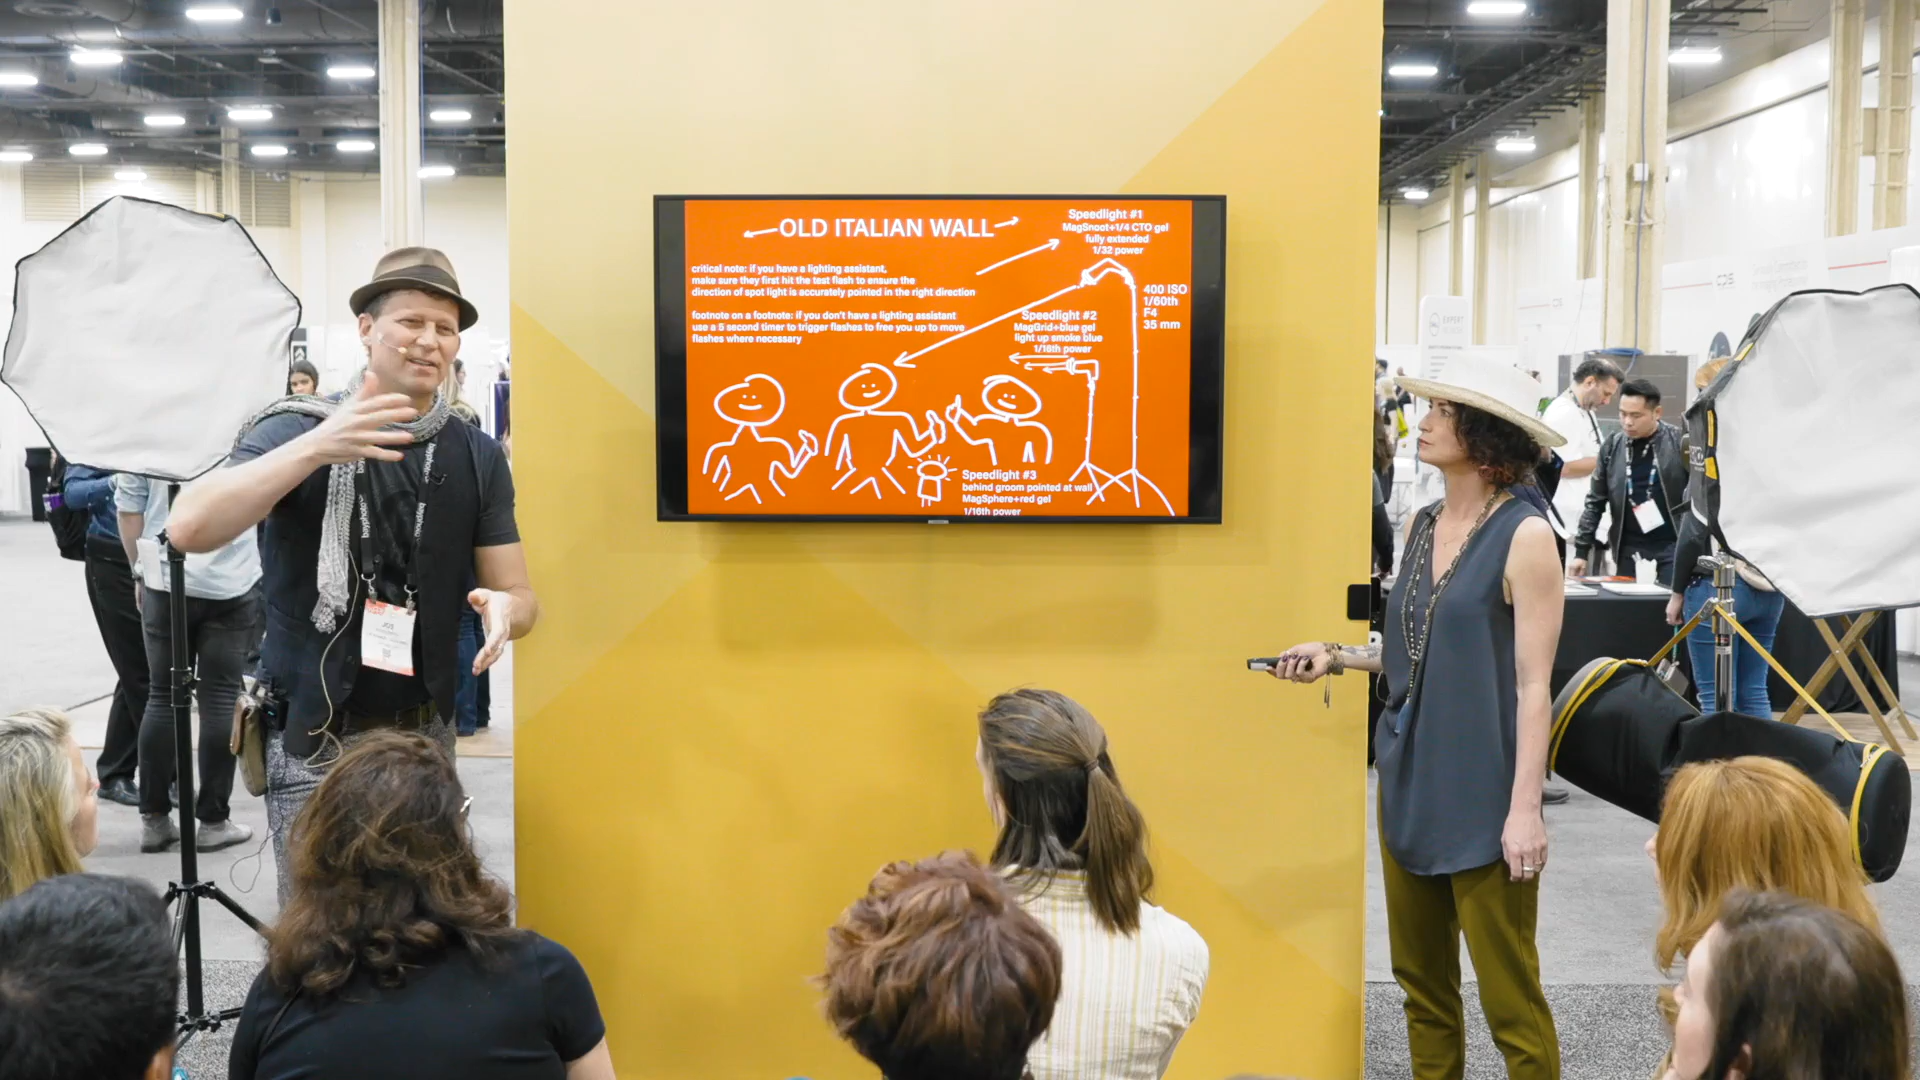 OLD ITALIAN WALL
critical note: if you have a lighting assistant,
make sure they first hit the test flash to ensure the
direction of spot light is accurately pointed in the right direction
footnote on a footnote: if you don't have a lighting assistant
use a 5 second timer to trigger flashes to free you up to move
flashes where necessary
Speedlight #1
MagSnoot+1/4 CTO gel
fully extended
1/32 power
400 ISO
1/60th
F4
35 mm
Speedlight #2
MagGrid+blue gel
light up smoke blue
1/16th power
Speedlight #3
behind groom pointed at wall
MagSphere+red gel
1/16th power
bayphoto
bayphoto
JOE
cps
EXPERT